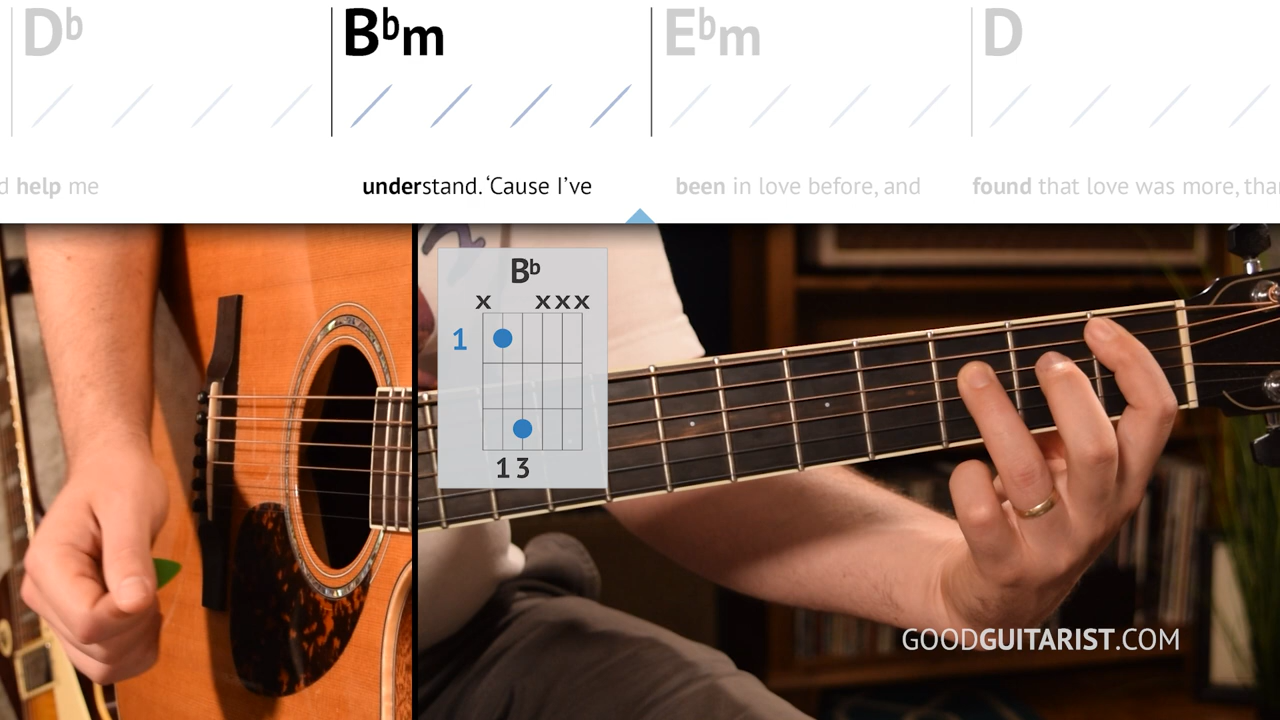 D♭ B♭m E♭m D
d help me understand. ‘Cause I’ve been in love before, and found that love was more, tha
B♭
x xxx
1
13
GOODGUITARIST.COM